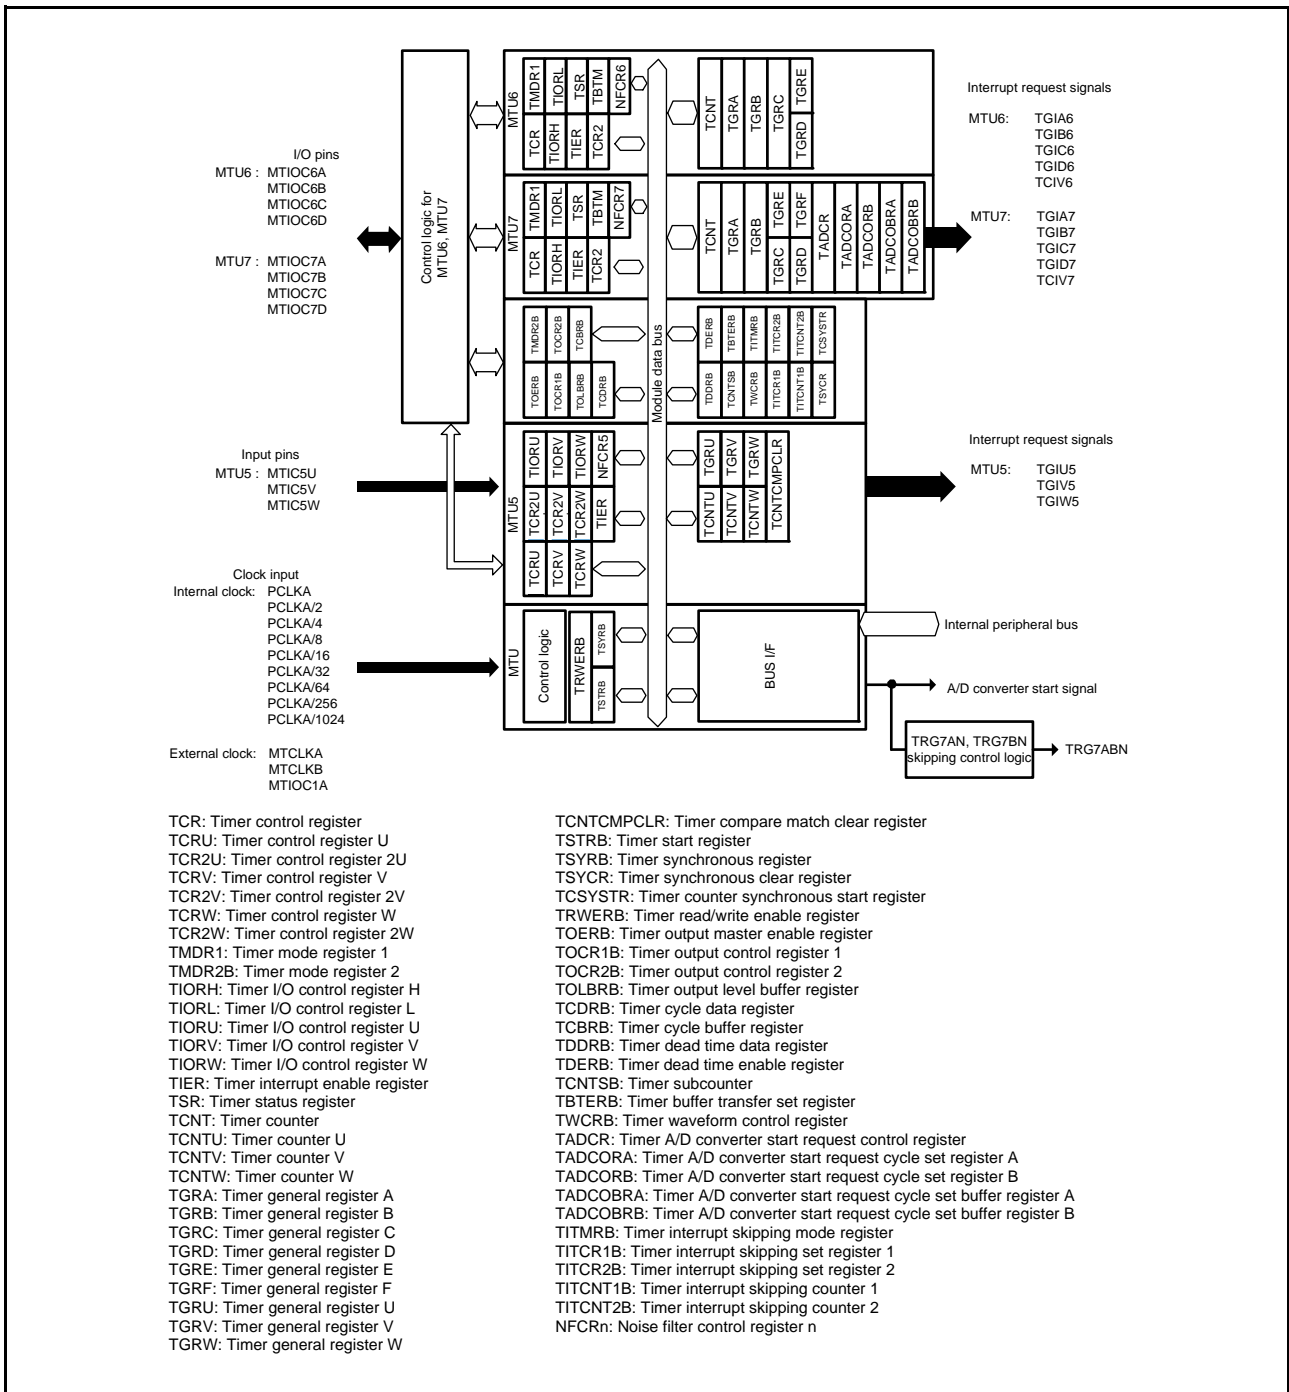 I/O pins
MTU6 : MTIOC6A
MTIOC6B
MTIOC6C
MTIOC6D
MTU7 : MTIOC7A
MTIOC7B
MTIOC7C
MTIOC7D
Input pins
MTU5 : MTIC5U
MTIC5V
MTIC5W
Clock input
Internal clock: PCLKA
PCLKA/2
PCLKA/4
PCLKA/8
PCLKA/16
PCLKA/32
PCLKA/64
PCLKA/256
PCLKA/1024
External clock: MTCLKA
MTCLKB
MTIOC1A
Control logic for
MTU6, MTU7
MTU6
TMDR1
TIORL
TSR
TBTM
NFCR6
TCR
TIORH
TIER
TCR2
TCNT
TGRA
TGRB
TGRC
TGRE
TGRD
MTU7
TMDR1
TIORL
TSR
TBTM
NFCR7
TCR
TIORH
TIER
TCR2
TCNT
TGRA
TGRB
TGRE
TGRF
TGRC
TGRD
TADCR
TADCORA
TADCORB
TADCOBRA
TADCOBRB
TMDR2B
TOCR2B
TCBRB
TOERB
TOCR1B
TOLBRB
TCDRB
Module data bus
TDERB
TBTERB
TITMRB
TITCR2B
TITCNT2B
TCSYSTR
TDDRB
TCNTSB
TWCRB
TITCR1B
TITCNT1B
TSYCR
MTU5
TIORU
TIORV
TIORW
NFCR5
TCR2U
TCR2V
TCR2W
TIER
TCRU
TCRV
TCRW
TGRU
TGRV
TGRW
TCNTU
TCNTV
TCNTW
TCNTCMPCLR
MTU
Control logic
TRWERB
TSYRB
TSTRB
BUS I/F
Interrupt request signals
MTU6: TGIA6
TGIB6
TGIC6
TGID6
TCIV6
MTU7: TGIA7
TGIB7
TGIC7
TGID7
TCIV7
Interrupt request signals
MTU5: TGIU5
TGIV5
TGIW5
Internal peripheral bus
A/D converter start signal
TRG7AN, TRG7BN
skipping control logic
TRG7ABN
TCR: Timer control register
TCRU: Timer control register U
TCR2U: Timer control register 2U
TCRV: Timer control register V
TCR2V: Timer control register 2V
TCRW: Timer control register W
TCR2W: Timer control register 2W
TMDR1: Timer mode register 1
TMDR2B: Timer mode register 2
TIORH: Timer I/O control register H
TIORL: Timer I/O control register L
TIORU: Timer I/O control register U
TIORV: Timer I/O control register V
TIORW: Timer I/O control register W
TIER: Timer interrupt enable register
TSR: Timer status register
TCNT: Timer counter
TCNTU: Timer counter U
TCNTV: Timer counter V
TCNTW: Timer counter W
TGRA: Timer general register A
TGRB: Timer general register B
TGRC: Timer general register C
TGRD: Timer general register D
TGRE: Timer general register E
TGRF: Timer general register F
TGRU: Timer general register U
TGRV: Timer general register V
TGRW: Timer general register W
TCNTCMPCLR: Timer compare match clear register
TSTRB: Timer start register
TSYRB: Timer synchronous register
TSYCR: Timer synchronous clear register
TCSYSTR: Timer counter synchronous start register
TRWERB: Timer read/write enable register
TOERB: Timer output master enable register
TOCR1B: Timer output control register 1
TOCR2B: Timer output control register 2
TOLBRB: Timer output level buffer register
TCDRB: Timer cycle data register
TCBRB: Timer cycle buffer register
TDDRB: Timer dead time data register
TDERB: Timer dead time enable register
TCNTSB: Timer subcounter
TBTERB: Timer buffer transfer set register
TWCRB: Timer waveform control register
TADCR: Timer A/D converter start request control register
TADCORA: Timer A/D converter start request cycle set register A
TADCORB: Timer A/D converter start request cycle set register B
TADCOBRA: Timer A/D converter start request cycle set buffer register A
TADCOBRB: Timer A/D converter start request cycle set buffer register B
TITMRB: Timer interrupt skipping mode register
TITCR1B: Timer interrupt skipping set register 1
TITCR2B: Timer interrupt skipping set register 2
TITCNT1B: Timer interrupt skipping counter 1
TITCNT2B: Timer interrupt skipping counter 2
NFCRn: Noise filter control register n